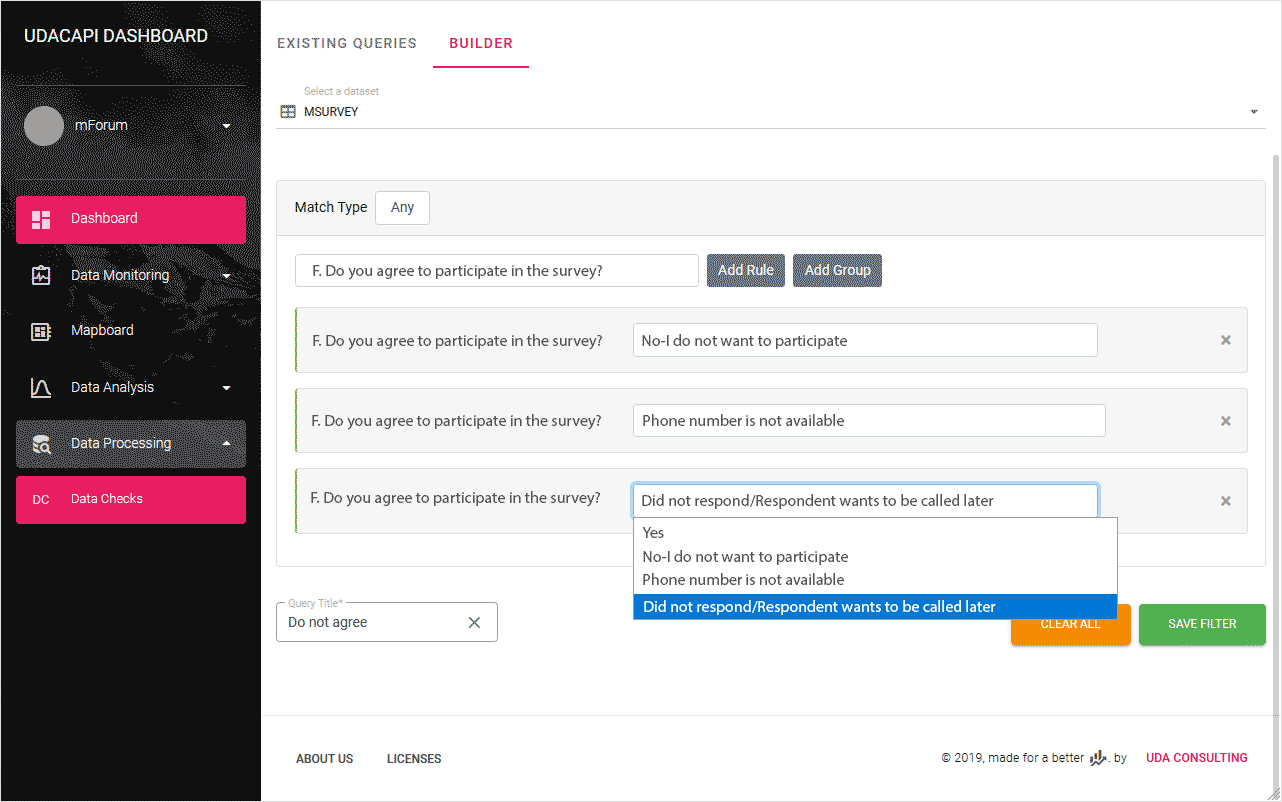 UDACAPI DASHBOARD
mForum
Dashboard
Data Monitoring
Mapboard
Data Analysis
Data Processing
DC Data Checks
EXISTING QUERIES BUILDER
Select a dataset
MSURVEY
Match Type Any
F. Do you agree to participate in the survey? Add Rule Add Group
F. Do you agree to participate in the survey? No-I do not want to participate ×
F. Do you agree to participate in the survey? Phone number is not available ×
F. Do you agree to participate in the survey? Did not respond/Respondent wants to be called later ×
Yes
No-I do not want to participate
Phone number is not available
Did not respond/Respondent wants to be called later
Query Title*
Do not agree
CLEAR ALL SAVE FILTER
ABOUT US LICENSES © 2019, made for a better . by UDA CONSULTING